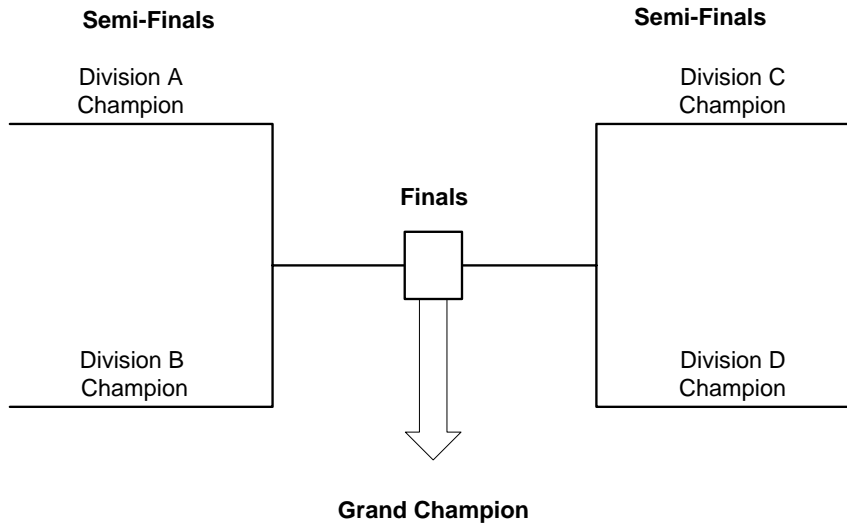 Semi-Finals
Semi-Finals
Division A
Champion
Division C
Champion
Finals
Division B
Champion
Division D
Champion
Grand Champion